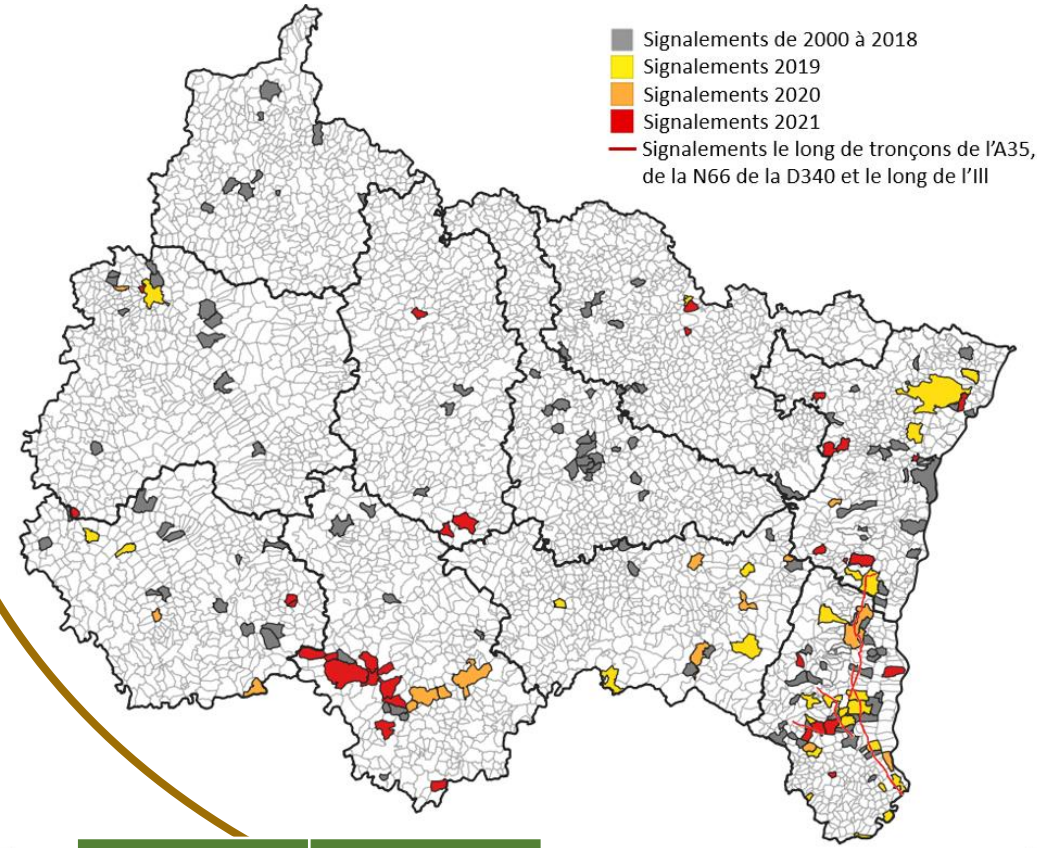 Signalements de 2000 à 2018
Signalements 2019
Signalements 2020
Signalements 2021
Signalements le long de tronçons de l'A35,
de la N66 de la D340 et le long de l'Ill